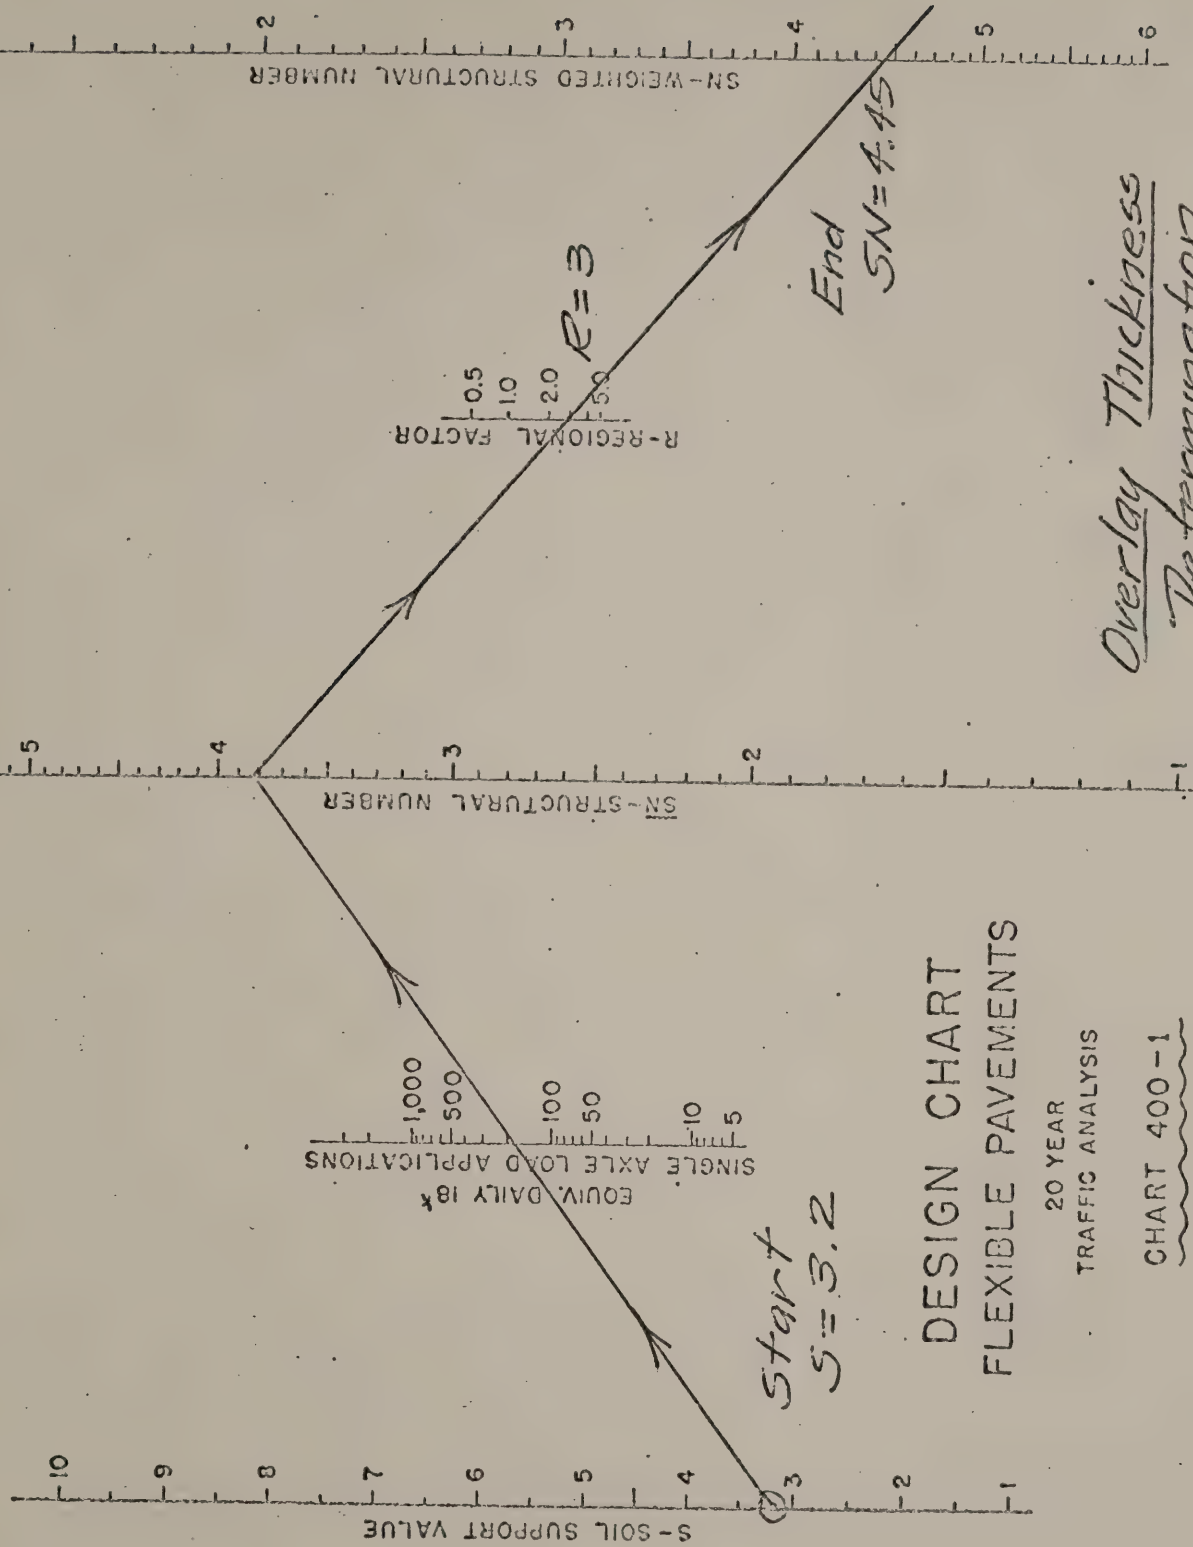 S-SOIL SUPPORT VALUE
10
9
8
7
6
5
4
3
2
1
Start
S=3.2
EQUIV. DAILY 18ᵏ
SINGLE AXLE LOAD APPLICATIONS
1,000
500
100
50
10
5
DESIGN CHART
FLEXIBLE PAVEMENTS
20 YEAR
TRAFFIC ANALYSIS
CHART 400-1
SN-STRUCTURAL NUMBER
5
4
3
2
1
R-REGIONAL FACTOR
0.5
1.0
2.0
5.0
R=3
SN-WEIGHTED STRUCTURAL NUMBER
2
3
4
5
6
End
SN=4.45
Overlay Thickness
Determination